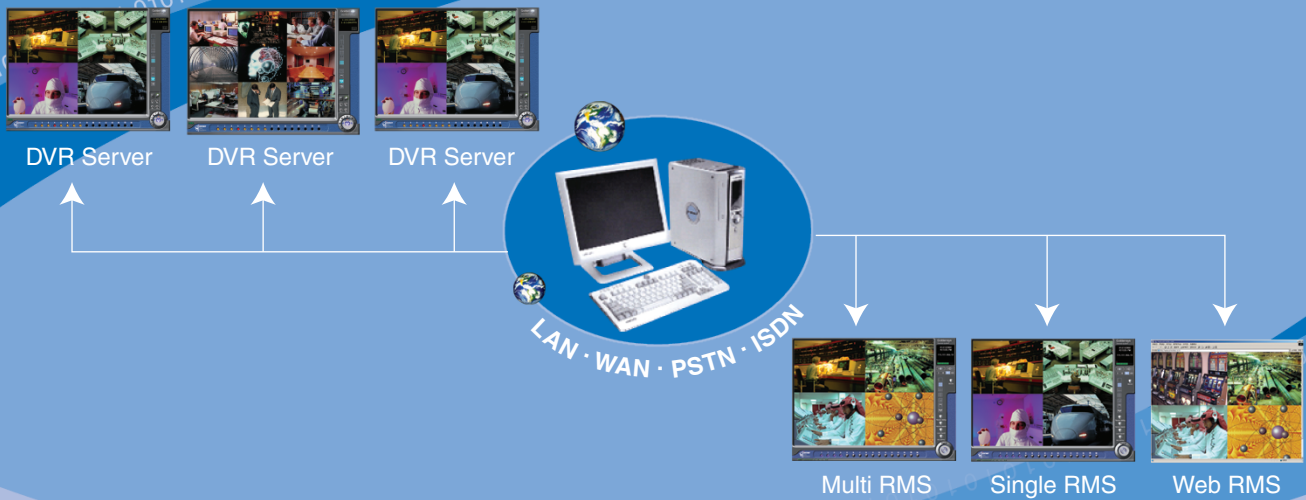 DVR Server
DVR Server
DVR Server
LAN · WAN · PSTN · ISDN
Multi RMS
Single RMS
Web RMS